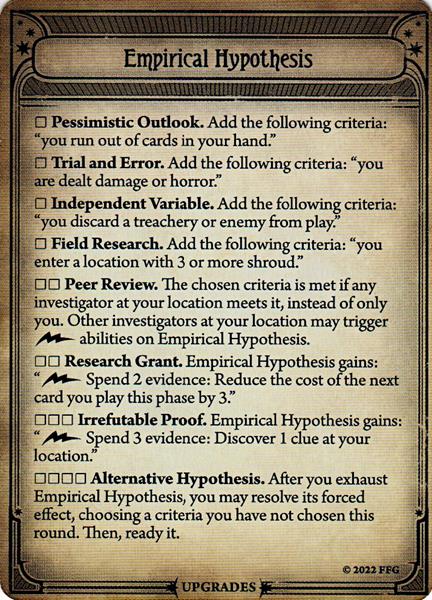 Empirical Hypothesis
☐ Pessimistic Outlook. Add the following criteria:
“you run out of cards in your hand.”
☐ Trial and Error. Add the following criteria: “you
are dealt damage or horror.”
☐ Independent Variable. Add the following criteria:
“you discard a treachery or enemy from play.”
☐ Field Research. Add the following criteria: “you
enter a location with 3 or more shroud.”
☐☐ Peer Review. The chosen criteria is met if any
investigator at your location meets it, instead of only
you. Other investigators at your location may trigger
abilities on Empirical Hypothesis.
☐☐ Research Grant. Empirical Hypothesis gains:
“ Spend 2 evidence: Reduce the cost of the next
card you play this phase by 3.”
☐☐☐ Irrefutable Proof. Empirical Hypothesis gains:
“ Spend 3 evidence: Discover 1 clue at your
location.”
☐☐☐☐ Alternative Hypothesis. After you exhaust
Empirical Hypothesis, you may resolve its forced
effect, choosing a criteria you have not chosen this
round. Then, ready it.
© 2022 FFG
UPGRADES